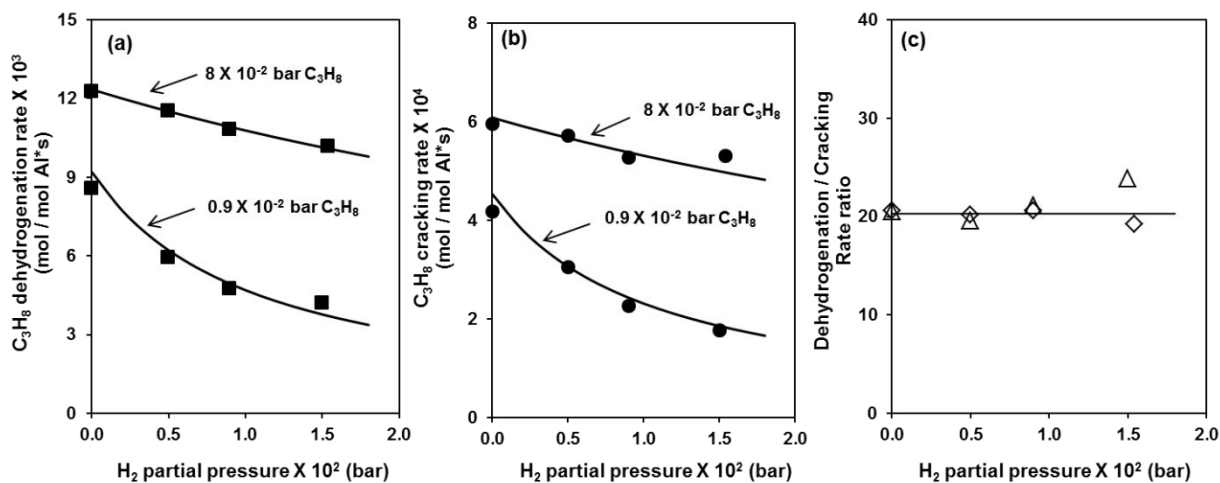 (a)
C₃H₈ dehydrogenation rate X 10³
(mol / mol Al*s)
15
12
9
6
3
0
8 X 10⁻² bar C₃H₈
0.9 X 10⁻² bar C₃H₈
0.0 0.5 1.0 1.5 2.0
H₂ partial pressure X 10² (bar)
(b)
C₃H₈ cracking rate X 10⁴
(mol / mol Al*s)
8
6
4
2
0
8 X 10⁻² bar C₃H₈
0.9 X 10⁻² bar C₃H₈
0.0 0.5 1.0 1.5 2.0
H₂ partial pressure X 10² (bar)
(c)
Dehydrogenation / Cracking
Rate ratio
40
30
20
10
0
0.0 0.5 1.0 1.5 2.0
H₂ partial pressure X 10² (bar)